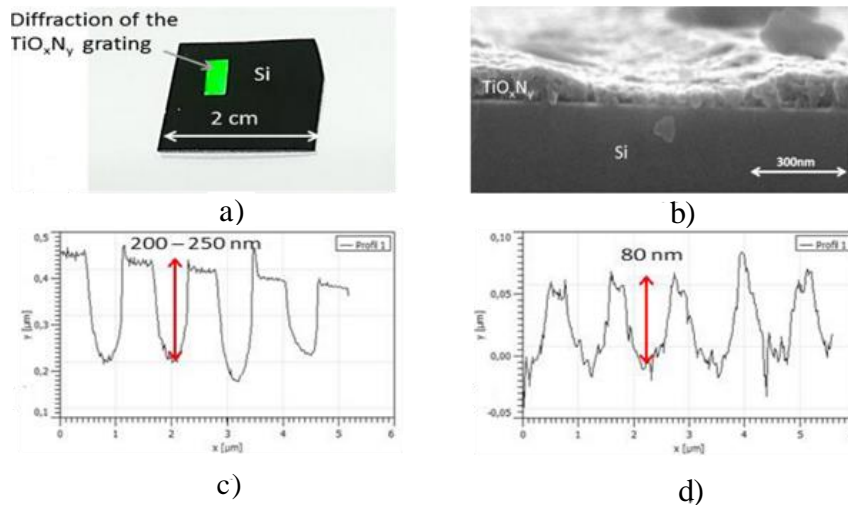 Diffraction of the
TiOxNy grating
Si
2 cm
a)
TiOxNy
Si
300nm
b)
0,5
0,4
0,3
0,2
0,1
y [µm]
200 – 250 nm
Profil 1
0 1 2 3 4 5 6
x [µm]
c)
0,10
0,05
0,00
-0,05
y [µm]
80 nm
Profil 1
0 1 2 3 4 5
x [µm]
d)